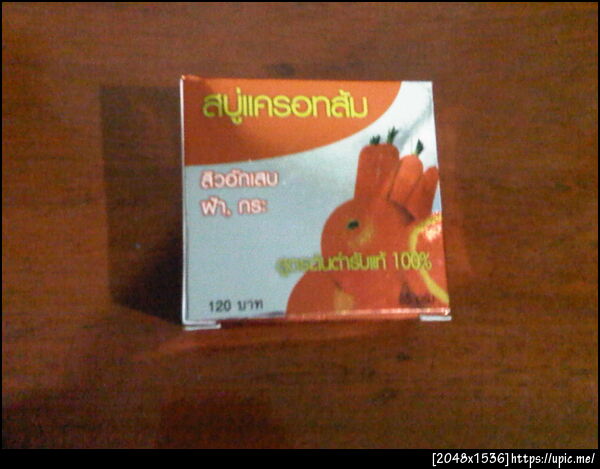 สบู่แครอทส้ม
สิวอักเสบ
ฝ้า, กระ
สูตรต้นตำรับแท้ 100%
120 บาท
[2048x1536]https://upic.me/